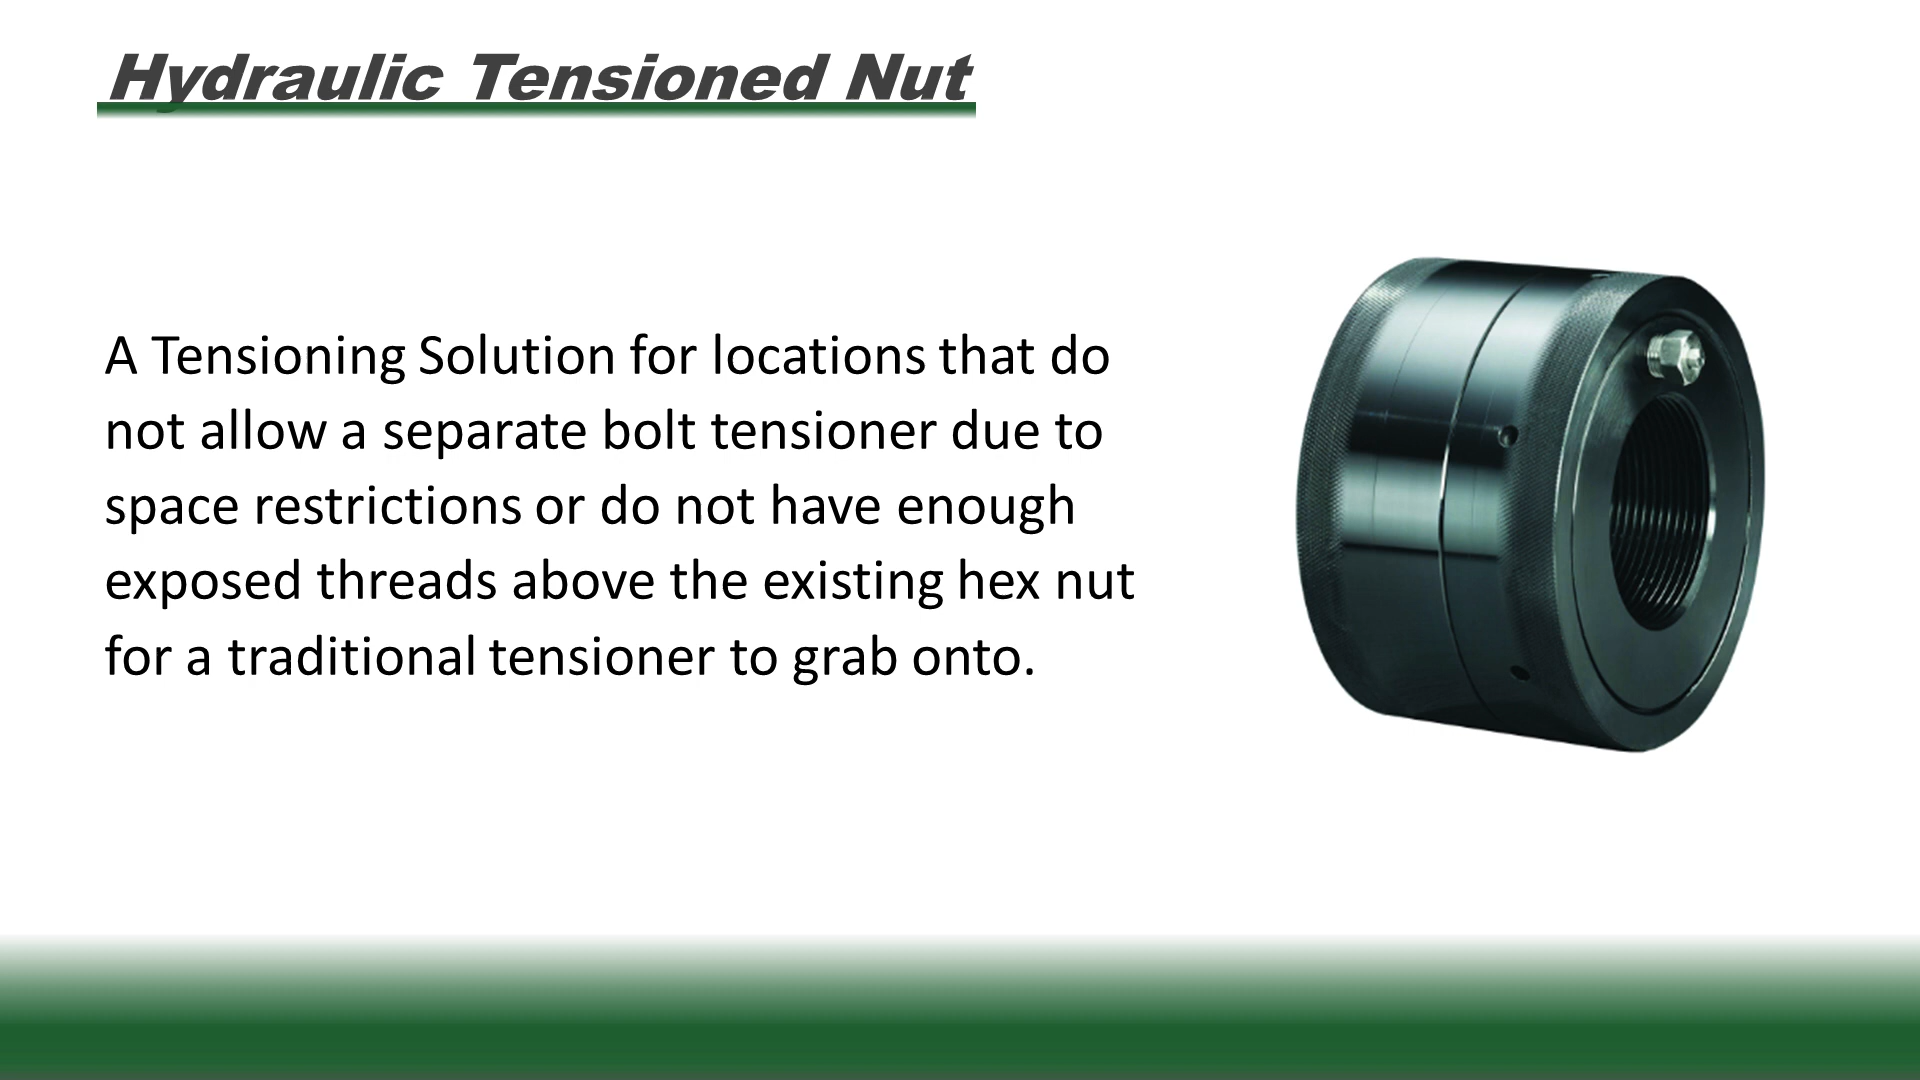 Hydraulic Tensioned Nut
A Tensioning Solution for locations that do
not allow a separate bolt tensioner due to
space restrictions or do not have enough
exposed threads above the existing hex nut
for a traditional tensioner to grab onto.